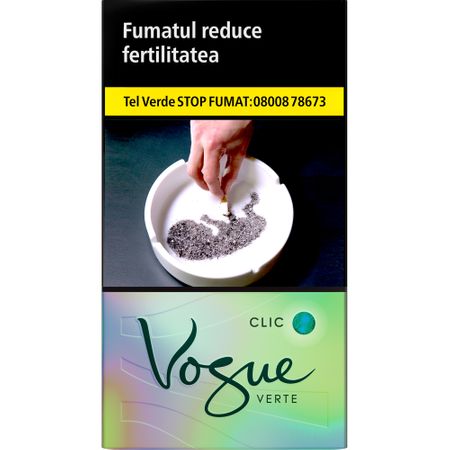 Fumatul reduce
fertilitatea
Tel Verde STOP FUMAT: 08008 78673
CLIC
Vogue
VERTE